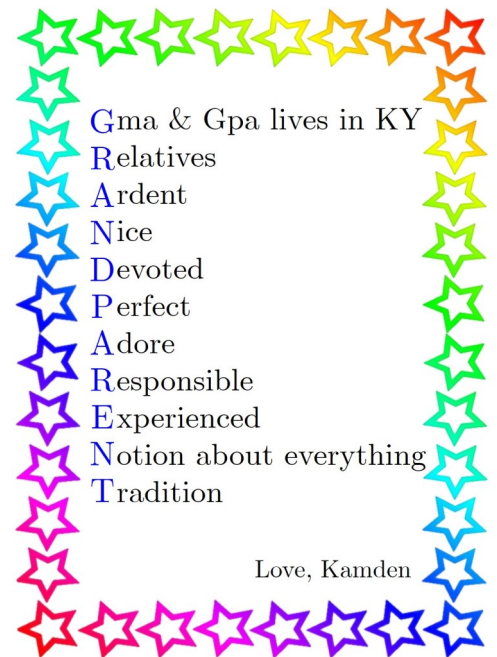 Gma & Gpa lives in KY
Relatives
Ardent
Nice
Devoted
Perfect
Adore
Responsible
Experienced
Notion about everything
Tradition
Love, Kamden